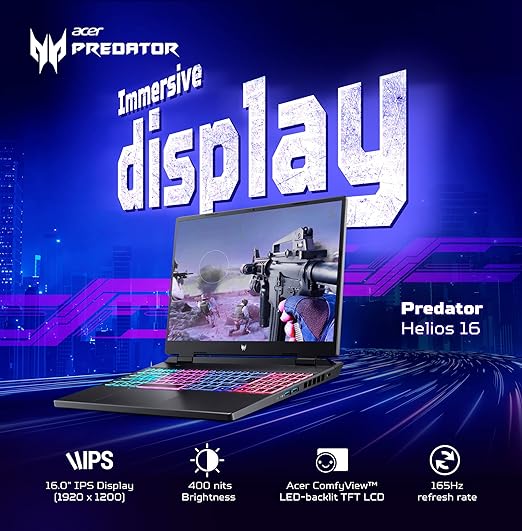 acer
PREDATOR
Immersive
display
Predator
Helios 16
IPS
16.0" IPS Display
(1920 x 1200)
400 nits
Brightness
Acer ComfyView™
LED-backlit TFT LCD
165Hz
refresh rate